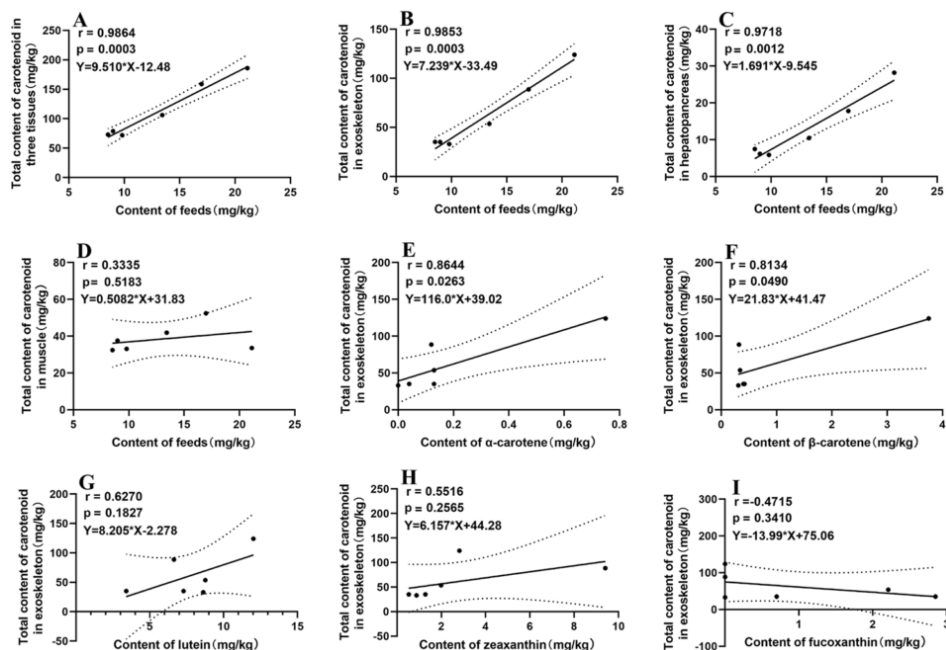 A
r = 0.9864
p = 0.0003
Y=9.510*X-12.48
Total content of carotenoid in
three tissues(mg/kg)
250
200
150
100
50
0
5
10
15
20
25
Content of feeds(mg/kg)
B
r = 0.9853
p = 0.0003
Y=7.239*X-33.49
Total content of carotenoid
in exoskeleton(mg/kg)
150
100
50
0
5
10
15
20
25
Content of feeds(mg/kg)
C
r = 0.9718
p = 0.0012
Y=1.691*X-9.545
Total content of carotenoid
in hepatopancreas(mg/kg)
40
30
20
10
0
5
10
15
20
25
Content of feeds(mg/kg)
D
r = 0.3335
p = 0.5183
Y=0.5082*X+31.83
Total content of carotenoid
in muscle(mg/kg)
80
60
40
20
0
5
10
15
20
25
Content of feeds(mg/kg)
E
r = 0.8644
p = 0.0263
Y=116.0*X+39.02
Total content of carotenoid
in exoskeleton(mg/kg)
200
150
100
50
0
0.0
0.2
0.4
0.6
0.8
Content of α-carotene(mg/kg)
F
r = 0.8134
p = 0.0490
Y=21.83*X+41.47
Total content of carotenoid
in exoskeleton(mg/kg)
200
150
100
50
0
0
1
2
3
4
Content of β-carotene(mg/kg)
G
r = 0.6270
p = 0.1827
Y=8.205*X-2.278
Total content of carotenoid
in exoskeleton(mg/kg)
200
150
100
50
0
-50
5
10
15
Content of lutein(mg/kg)
H
r = 0.5516
p = 0.2565
Y=6.157*X+44.28
Total content of carotenoid
in exoskeleton(mg/kg)
250
200
150
100
50
0
-50
2
4
6
8
10
Content of zeaxanthin(mg/kg)
I
r=-0.4715
p = 0.3410
Y=-13.99*X+75.06
Total content of carotenoid
in exoskeleton(mg/kg)
300
200
100
0
-100
1
2
3
Content of fucoxanthin(mg/kg)